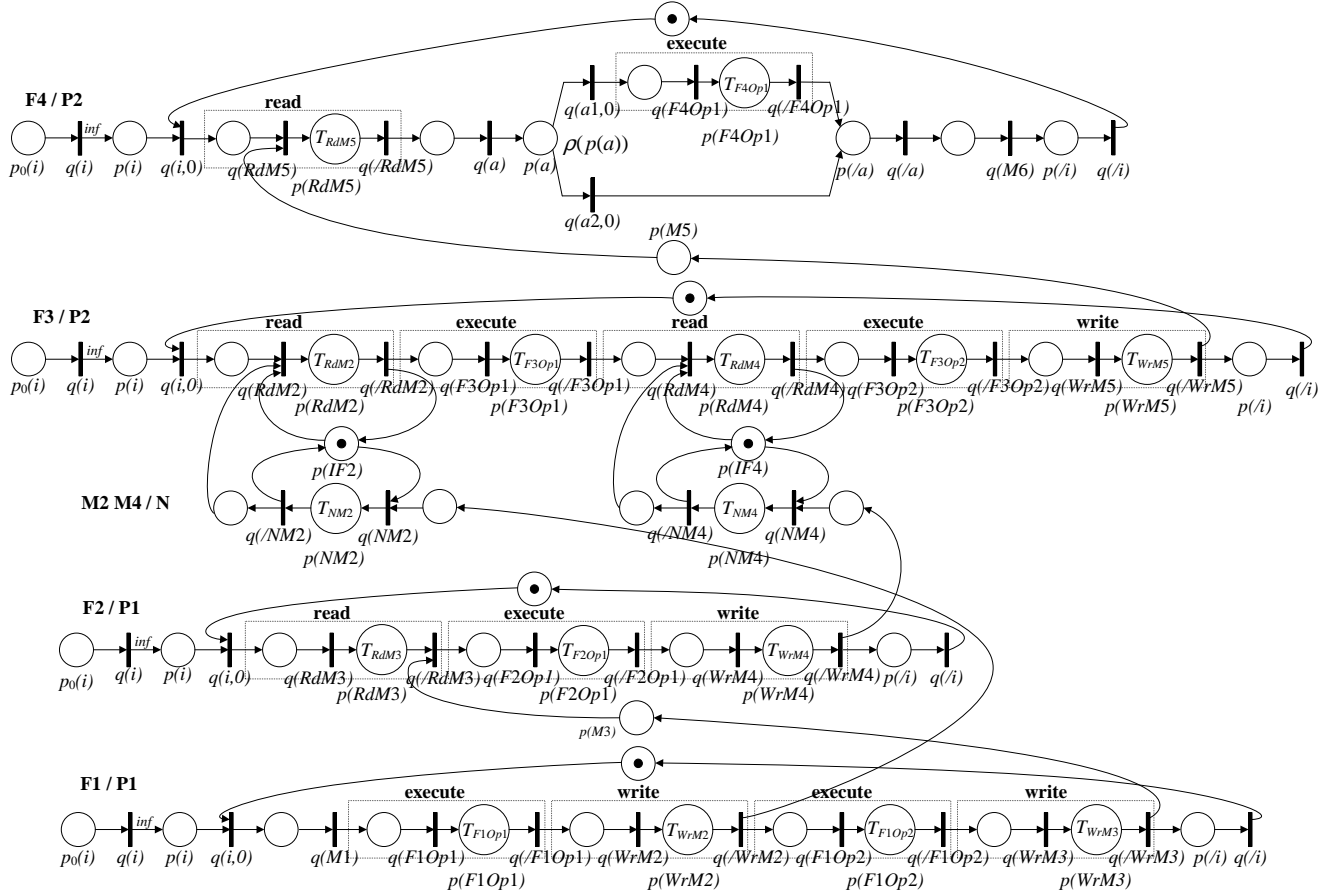 execute
T_F4Op1
F4 / P2
read
q(a1,0)
q(F4Op1)
q(/F4Op1)
inf
T_RdM5
ρ(p(a))
p(F4Op1)
p₀(i)
q(i)
p(i)
q(i,0)
q(RdM5)
p(RdM5)
q(/RdM5)
q(a)
p(a)
p(/a)
q(/a)
q(M6)
p(/i)
q(/i)
q(a2,0)
p(M5)
F3 / P2
read
execute
read
execute
write
inf
T_RdM2
T_F3Op1
T_RdM4
T_F3Op2
T_WrM5
p₀(i)
q(i)
p(i)
q(i,0)
q(RdM2)
p(RdM2)
q(/RdM2)
q(F3Op1)
p(F3Op1)
q(/F3Op1)
q(RdM4)
p(RdM4)
q(/RdM4)
q(F3Op2)
p(F3Op2)
q(/F3Op2)
q(WrM5)
p(WrM5)
q(/WrM5)
p(/i)
q(/i)
p(IF2)
p(IF4)
M2 M4 / N
T_NM2
T_NM4
q(/NM2)
p(NM2)
q(NM2)
q(/NM4)
p(NM4)
q(NM4)
F2 / P1
read
execute
write
inf
T_RdM3
T_F2Op1
T_WrM4
p₀(i)
q(i)
p(i)
q(i,0)
q(RdM3)
p(RdM3)
q(/RdM3)
q(F2Op1)
p(F2Op1)
q(/F2Op1)
q(WrM4)
p(WrM4)
q(/WrM4)
p(/i)
q(/i)
p(M3)
F1 / P1
execute
write
execute
write
inf
T_F1Op1
T_WrM2
T_F1Op2
T_WrM3
p₀(i)
q(i)
p(i)
q(i,0)
q(M1)
q(F1Op1)
p(F1Op1)
q(/F1Op1)
q(WrM2)
p(WrM2)
q(/WrM2)
q(F1Op2)
p(F1Op2)
q(/F1Op2)
q(WrM3)
p(WrM3)
q(/WrM3)
p(/i)
q(/i)